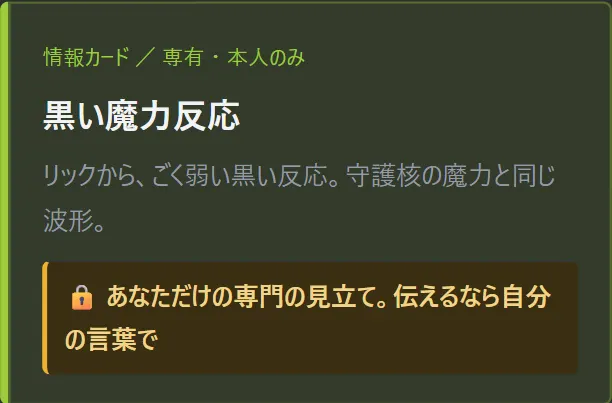 情報カード ／ 専有・本人のみ
黒い魔力反応
リックから、ごく弱い黒い反応。守護核の魔力と同じ
波形。
🔒 あなただけの専門の見立て。伝えるなら自分
の言葉で